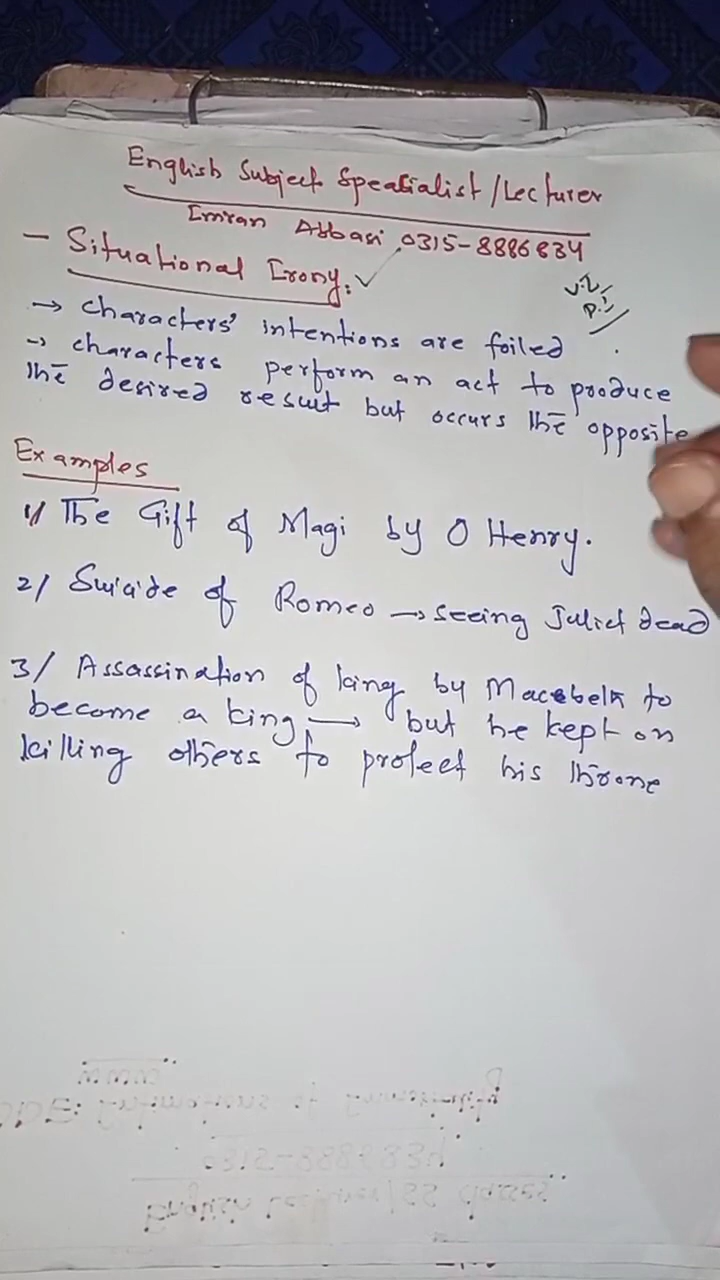 English Subject Specialist/Lecturer
Imran Abbasi 0315-8886834
- Situational Irony:✓
V.I.
P.!
→ characters' intentions are foiled
→ characters perform an act to produce
the desired result but occurs the opposite
Examples
1/ The Gift of Magi by O Henry.
2/ Suicide of Romeo → seeing Juliet dead
3/ Assassination of king by Macebeth to
become a king → but he kept on
killing others to protect his throne